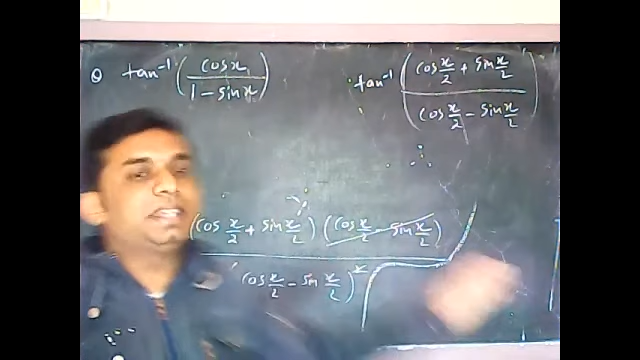 Q tan⁻¹ ( cos x / 1 - sin x )
tan⁻¹ ( cos x/2 + sin x/2 / cos x/2 - sin x/2 )
∴
( cos x/2 + sin x/2 ) ( cos x/2 - sin x/2 )
cos x/2 - sin x/2 )